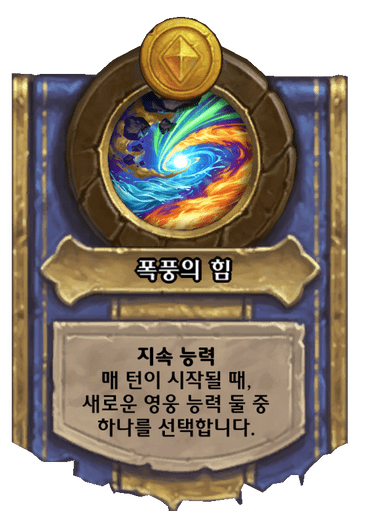 폭풍의 힘
지속 능력
매 턴이 시작될 때,
새로운 영웅 능력 둘 중
하나를 선택합니다.